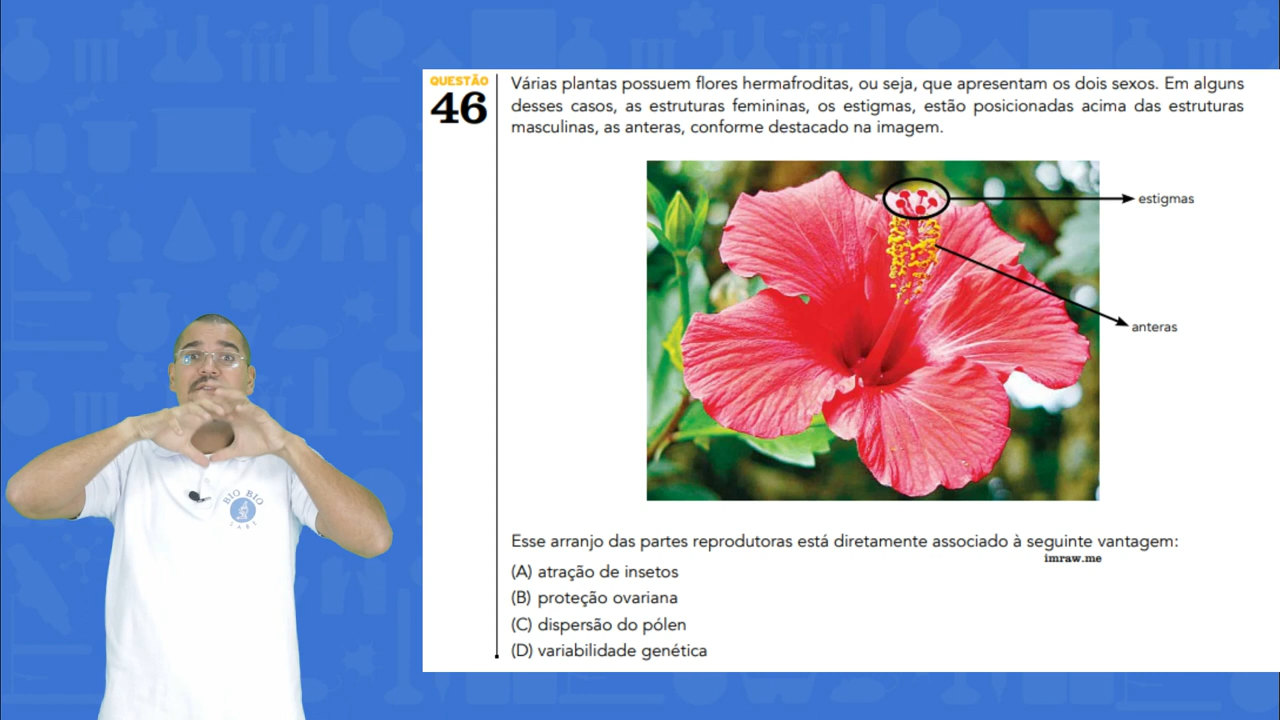 QUESTÃO
46
Várias plantas possuem flores hermafroditas, ou seja, que apresentam os dois sexos. Em alguns
desses casos, as estruturas femininas, os estigmas, estão posicionadas acima das estruturas
masculinas, as anteras, conforme destacado na imagem.
estigmas
anteras
Esse arranjo das partes reprodutoras está diretamente associado à seguinte vantagem:
imraw.me
(A) atração de insetos
(B) proteção ovariana
(C) dispersão do pólen
(D) variabilidade genética
BIO BIO
LABE